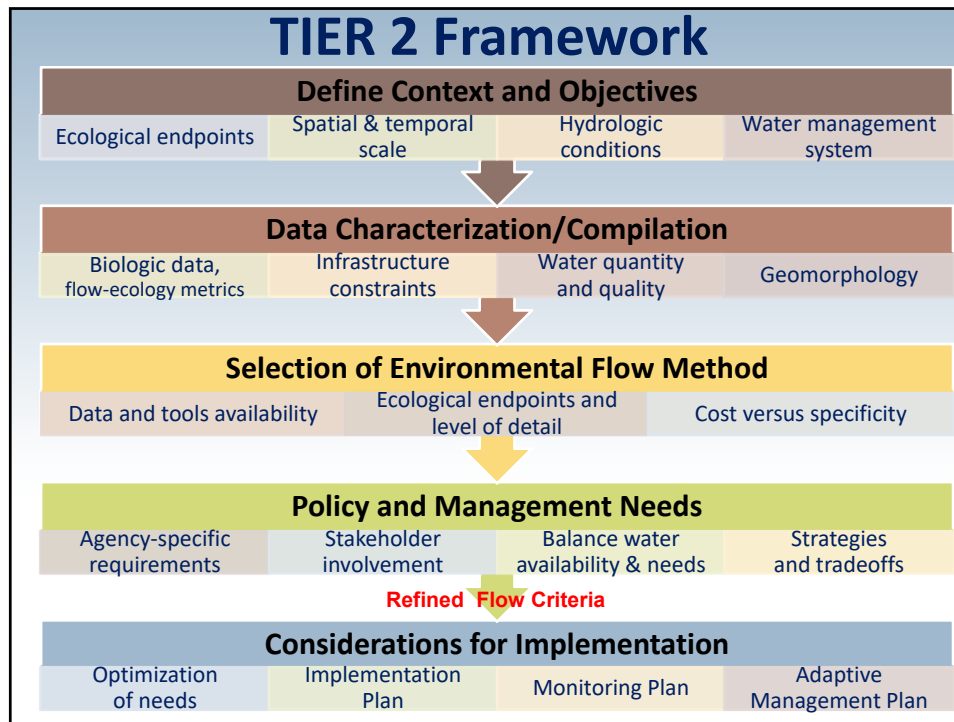 TIER 2 Framework
Define Context and Objectives
Ecological endpoints
Spatial & temporal
scale
Hydrologic
conditions
Water management
system
Data Characterization/Compilation
Biologic data,
flow-ecology metrics
Infrastructure
constraints
Water quantity
and quality
Geomorphology
Selection of Environmental Flow Method
Data and tools availability
Ecological endpoints and
level of detail
Cost versus specificity
Policy and Management Needs
Agency-specific
requirements
Stakeholder
involvement
Balance water
availability & needs
Strategies
and tradeoffs
Refined Flow Criteria
Considerations for Implementation
Optimization
of needs
Implementation
Plan
Monitoring Plan
Adaptive
Management Plan